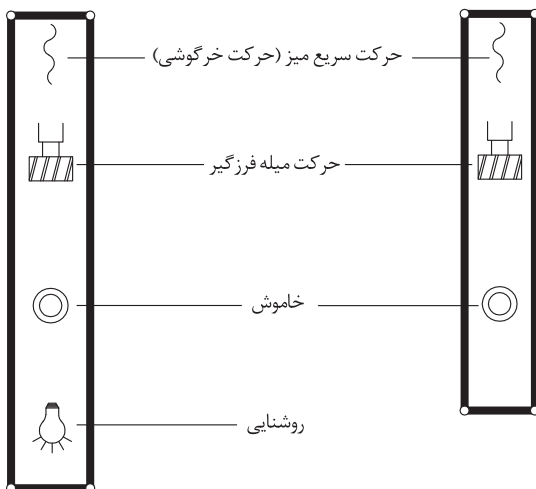 حرکت سریع میز (حرکت خرگوشی)
حرکت میله فرزگیر
خاموش
روشنایی